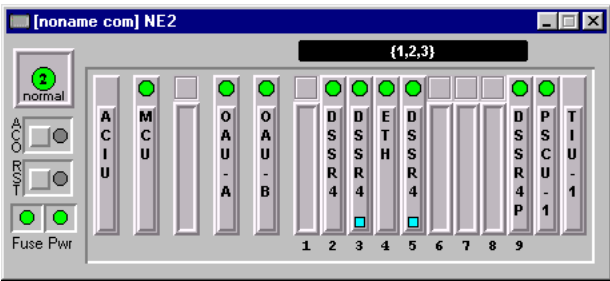 [noname com] NE2
{1,2,3}
2
normal
ACO
RST
Fuse Pwr
ACIU
MCU
OAU-A
OAU-B
DSSR4
DSSR4
ETH
DSSR4
DSSR4P
PSCU-1
TIU-1
1 2 3 4 5 6 7 8 9